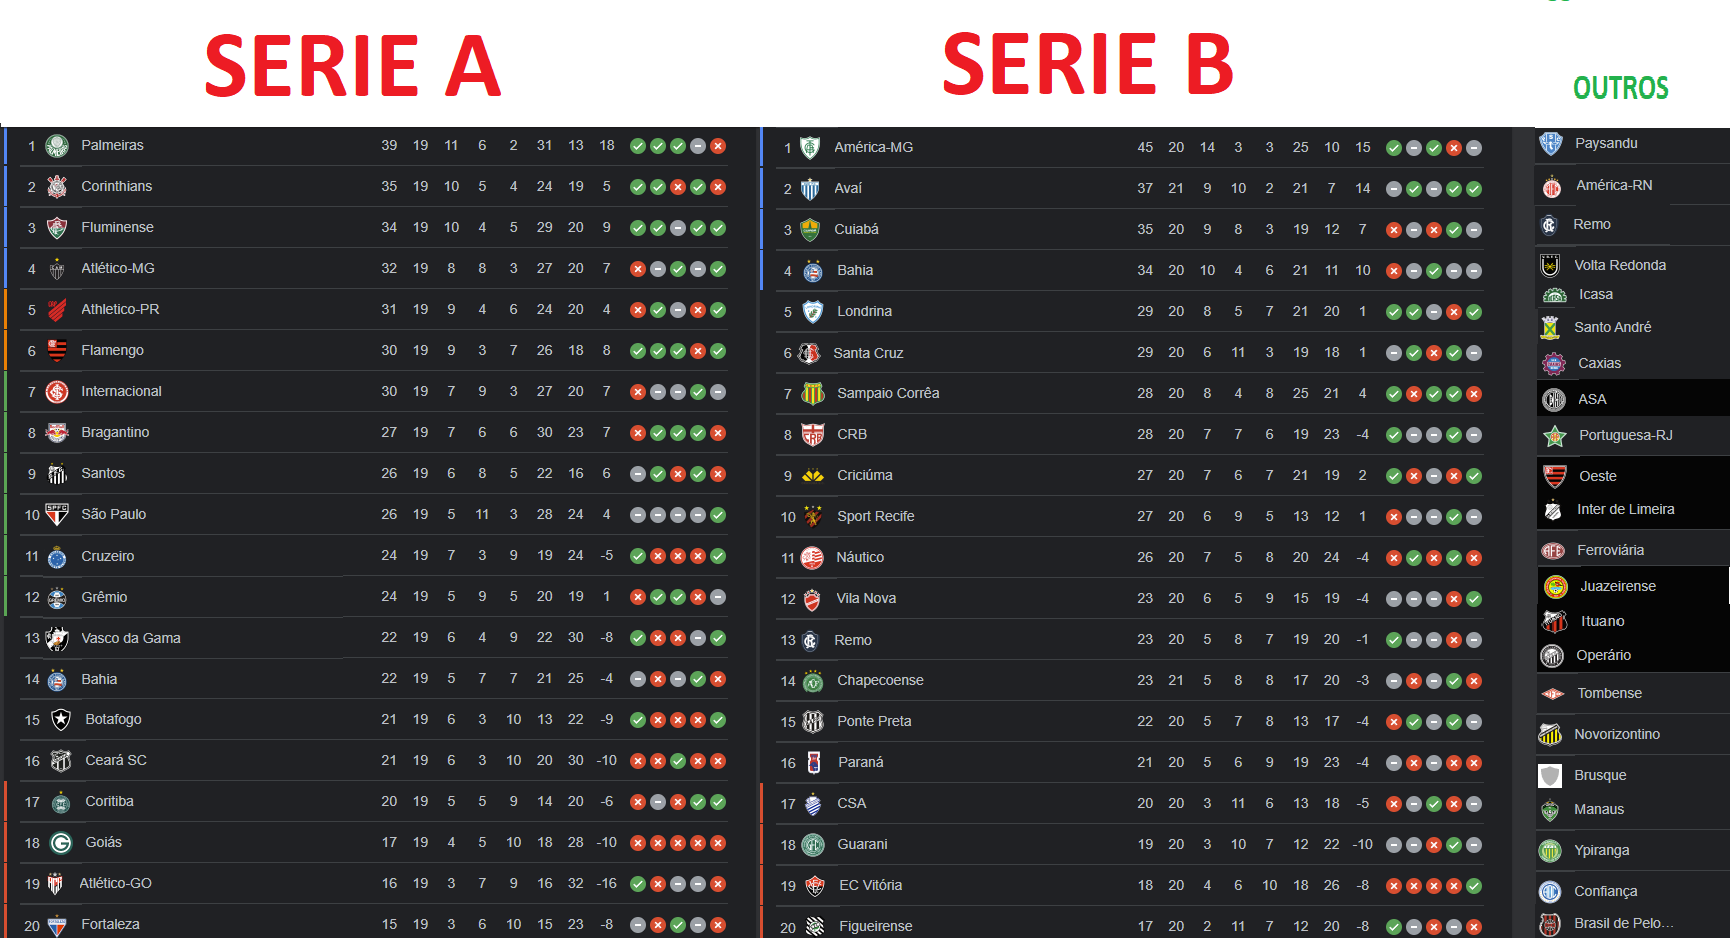 SERIE A
1 Palmeiras 39 19 11 6 2 31 13 18
2 Corinthians 35 19 10 5 4 24 19 5
3 Fluminense 34 19 10 4 5 29 20 9
4 Atlético-MG 32 19 8 8 3 27 20 7
5 Athletico-PR 31 19 9 4 6 24 20 4
6 Flamengo 30 19 9 3 7 26 18 8
7 Internacional 30 19 7 9 3 27 20 7
8 Bragantino 27 19 7 6 6 30 23 7
9 Santos 26 19 6 8 5 22 16 6
10 São Paulo 26 19 5 11 3 28 24 4
11 Cruzeiro 24 19 7 3 9 19 24 -5
12 Grêmio 24 19 5 9 5 20 19 1
13 Vasco da Gama 22 19 6 4 9 22 30 -8
14 Bahia 22 19 5 7 7 21 25 -4
15 Botafogo 21 19 6 3 10 13 22 -9
16 Ceará SC 21 19 6 3 10 20 30 -10
17 Coritiba 20 19 5 5 9 14 20 -6
18 Goiás 17 19 4 5 10 18 28 -10
19 Atlético-GO 16 19 3 7 9 16 32 -16
20 Fortaleza 15 19 3 6 10 15 23 -8
SERIE B
1 América-MG 45 20 14 3 3 25 10 15
2 Avaí 37 21 9 10 2 21 7 14
3 Cuiabá 35 20 9 8 3 19 12 7
4 Bahia 34 20 10 4 6 21 11 10
5 Londrina 29 20 8 5 7 21 20 1
6 Santa Cruz 29 20 6 11 3 19 18 1
7 Sampaio Corrêa 28 20 8 4 8 25 21 4
8 CRB 28 20 7 7 6 19 23 -4
9 Criciúma 27 20 7 6 7 21 19 2
10 Sport Recife 27 20 6 9 5 13 12 1
11 Náutico 26 20 7 5 8 20 24 -4
12 Vila Nova 23 20 6 5 9 15 19 -4
13 Remo 23 20 5 8 7 19 20 -1
14 Chapecoense 23 21 5 8 8 17 20 -3
15 Ponte Preta 22 20 5 7 8 13 17 -4
16 Paraná 21 20 5 6 9 19 23 -4
17 CSA 20 20 3 11 6 13 18 -5
18 Guarani 19 20 3 10 7 12 22 -10
19 EC Vitória 18 20 4 6 10 18 26 -8
20 Figueirense 17 20 2 11 7 12 20 -8
OUTROS
Paysandu
América-RN
Remo
Volta Redonda
Icasa
Santo André
Caxias
ASA
Portuguesa-RJ
Oeste
Inter de Limeira
Ferroviária
Juazeirense
Ituano
Operário
Tombense
Novorizontino
Brusque
Manaus
Ypiranga
Confiança
Brasil de Pelo...